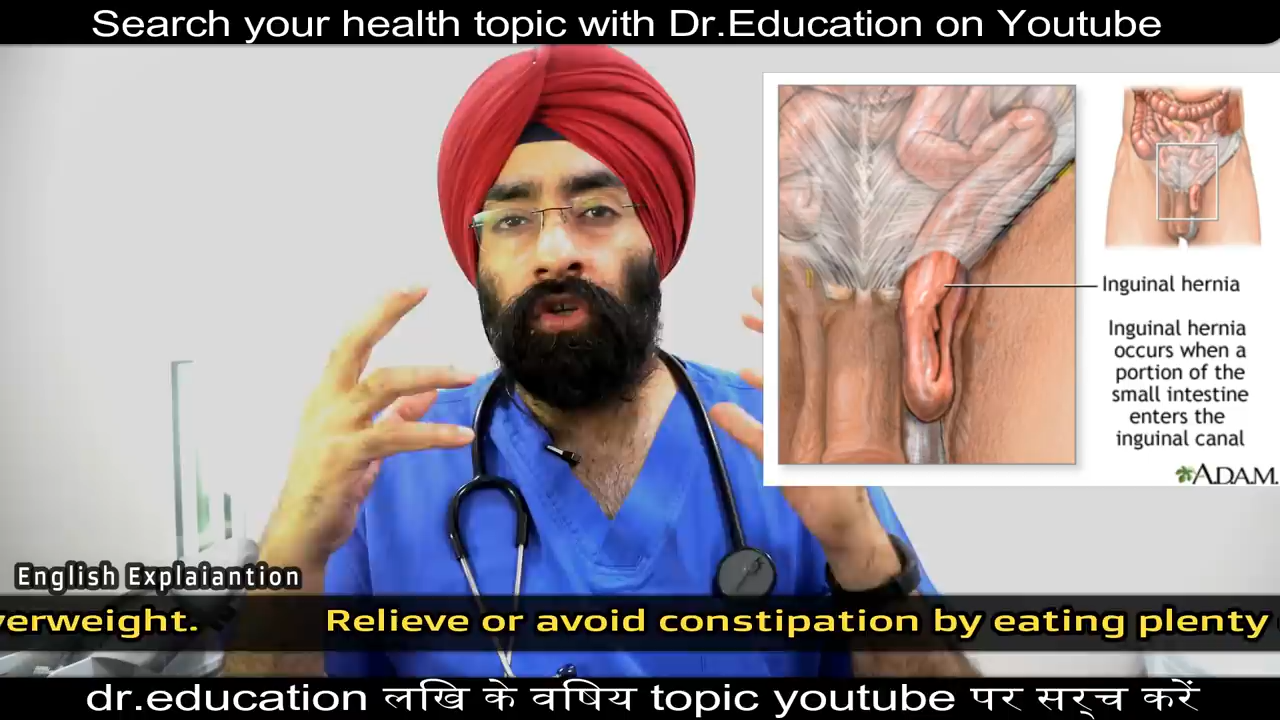 Search your health topic with Dr.Education on Youtube
Inguinal hernia
Inguinal hernia
occurs when a
portion of the
small intestine
enters the
inguinal canal
ADAM.
English Explaiantion
verweight. Relieve or avoid constipation by eating plenty
dr.education लखि के वषिय topic youtube पर सर्च करें